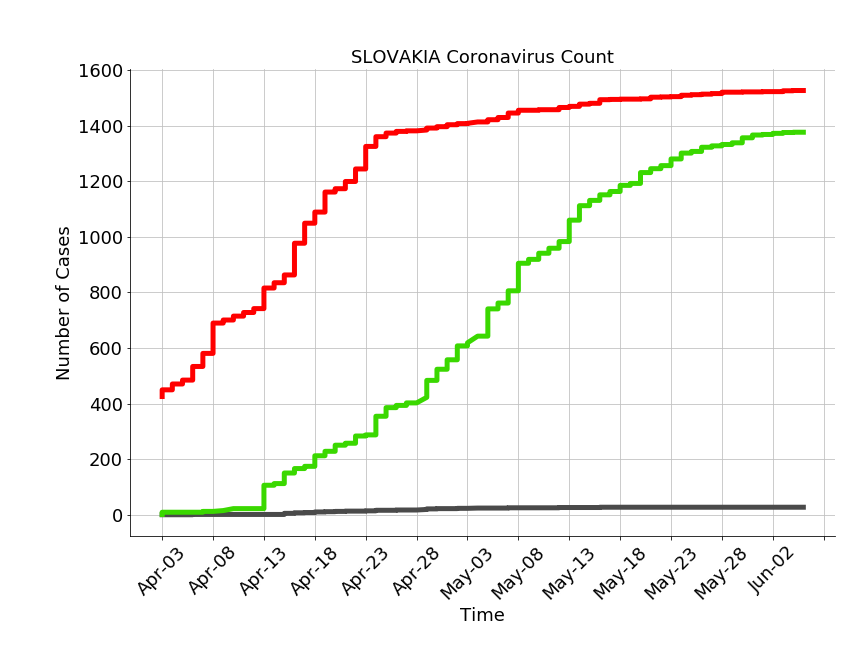 SLOVAKIA Coronavirus Count
1600
1400
1200
1000
800
600
400
200
0
Number of Cases
Apr-03
Apr-08
Apr-13
Apr-18
Apr-23
Apr-28
May-03
May-08
May-13
May-18
May-23
May-28
Jun-02
Time